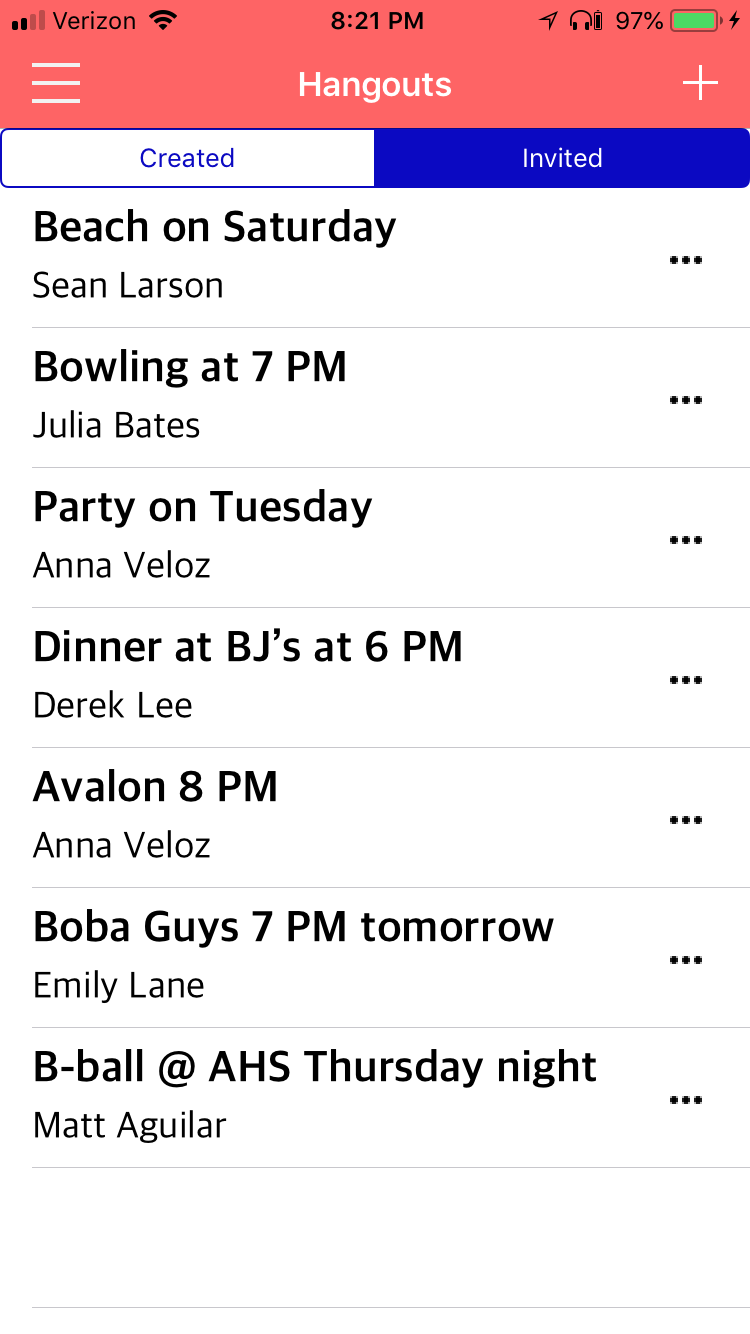 Verizon 8:21 PM 97%
Hangouts
Created Invited
Beach on Saturday
Sean Larson
Bowling at 7 PM
Julia Bates
Party on Tuesday
Anna Veloz
Dinner at BJ’s at 6 PM
Derek Lee
Avalon 8 PM
Anna Veloz
Boba Guys 7 PM tomorrow
Emily Lane
B-ball @ AHS Thursday night
Matt Aguilar